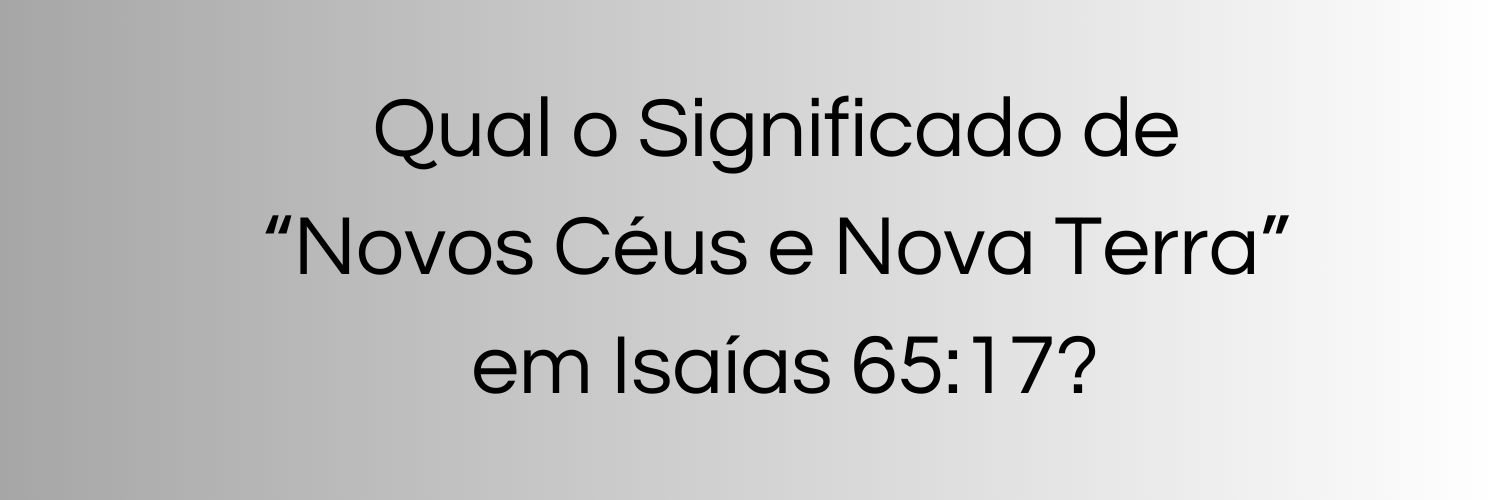 Qual o Significado de
“Novos Céus e Nova Terra”
em Isaías 65:17?